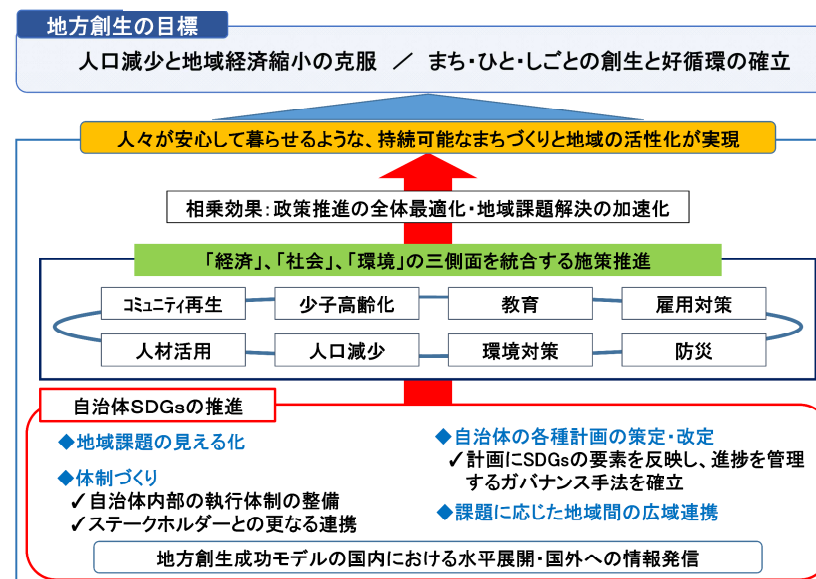 地方創生の目標
人口減少と地域経済縮小の克服 ／ まち・ひと・しごとの創生と好循環の確立
人々が安心して暮らせるような、持続可能なまちづくりと地域の活性化が実現
相乗効果：政策推進の全体最適化・地域課題解決の加速化
「経済」、「社会」、「環境」の三側面を統合する施策推進
ｺﾐｭﾆﾃｨ再生 少子高齢化 教育 雇用対策
人材活用 人口減少 環境対策 防災
自治体SDGsの推進
◆地域課題の見える化
◆体制づくり
✓自治体内部の執行体制の整備
✓ステークホルダーとの更なる連携
◆自治体の各種計画の策定・改定
✓計画にSDGsの要素を反映し、進捗を管理
するガバナンス手法を確立
◆課題に応じた地域間の広域連携
地方創生成功モデルの国内における水平展開・国外への情報発信